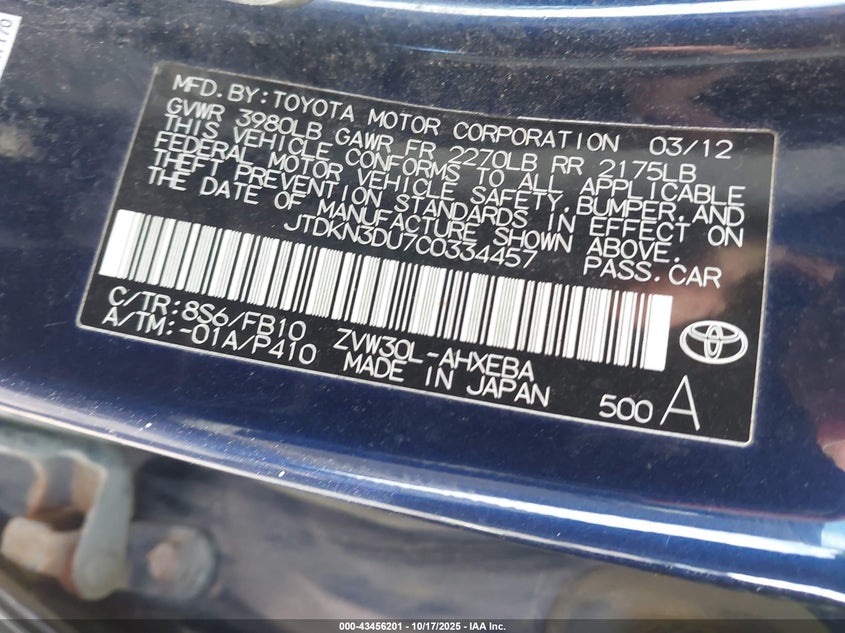 MFD. BY: TOYOTA MOTOR CORPORATION 03/12
GVWR 3980LB GAWR FR 2270LB RR 2175LB
THIS VEHICLE CONFORMS TO ALL APPLICABLE
FEDERAL MOTOR VEHICLE SAFETY, BUMPER, AND
THEFT PREVENTION STANDARDS IN EFFECT ON
THE DATE OF MANUFACTURE SHOWN ABOVE.
JTDKN3DU7C0334457 PASS. CAR
C/TR: 8S6/FB10 ZVW30L-AHXEBA
A/TM: -01A/P410 MADE IN JAPAN
500 A
000-43456201 | 10/17/2025 | IAA Inc.